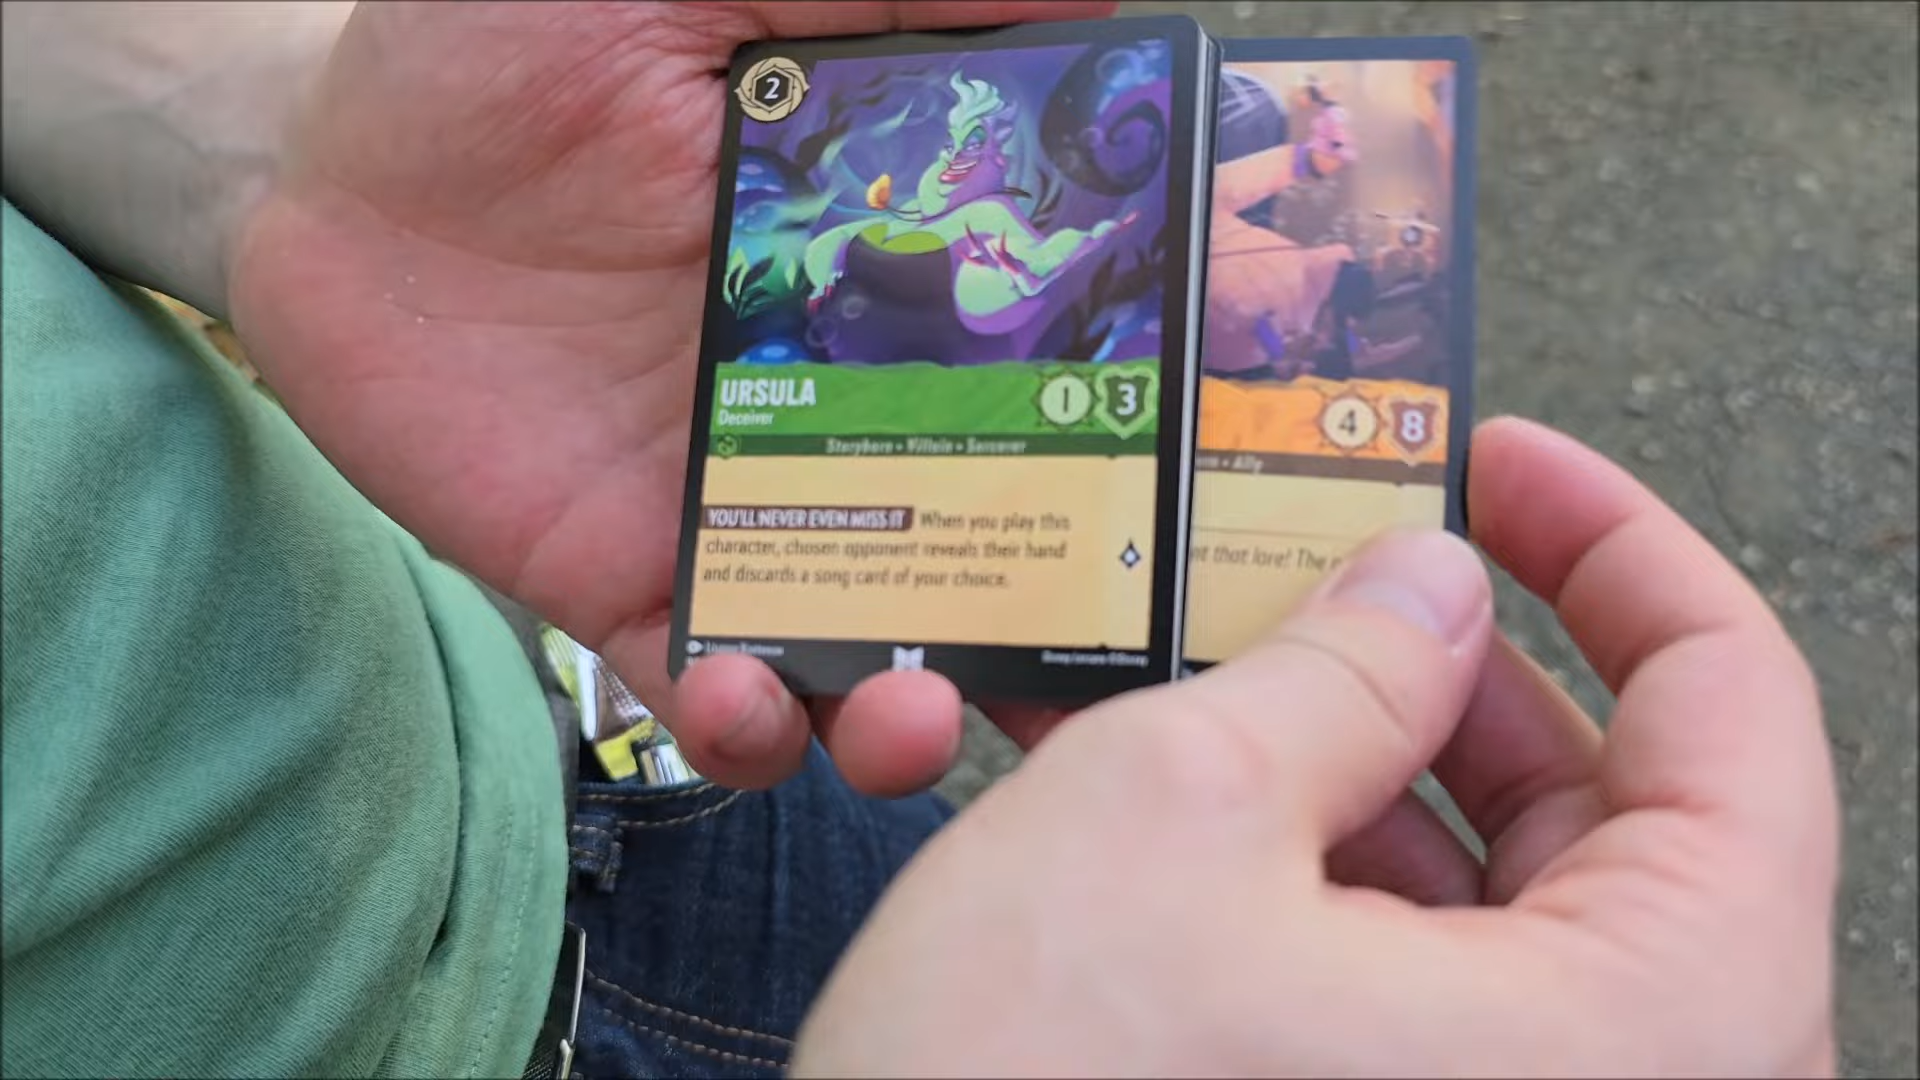 2
URSULA
1
3
Deceiver
Storyborn • Villain • Sorcerer
YOU'LL NEVER EVEN MISS IT When you play this
character, chosen opponent reveals their hand
and discards a song card of your choice.
4
8
• Ally
that lore! The